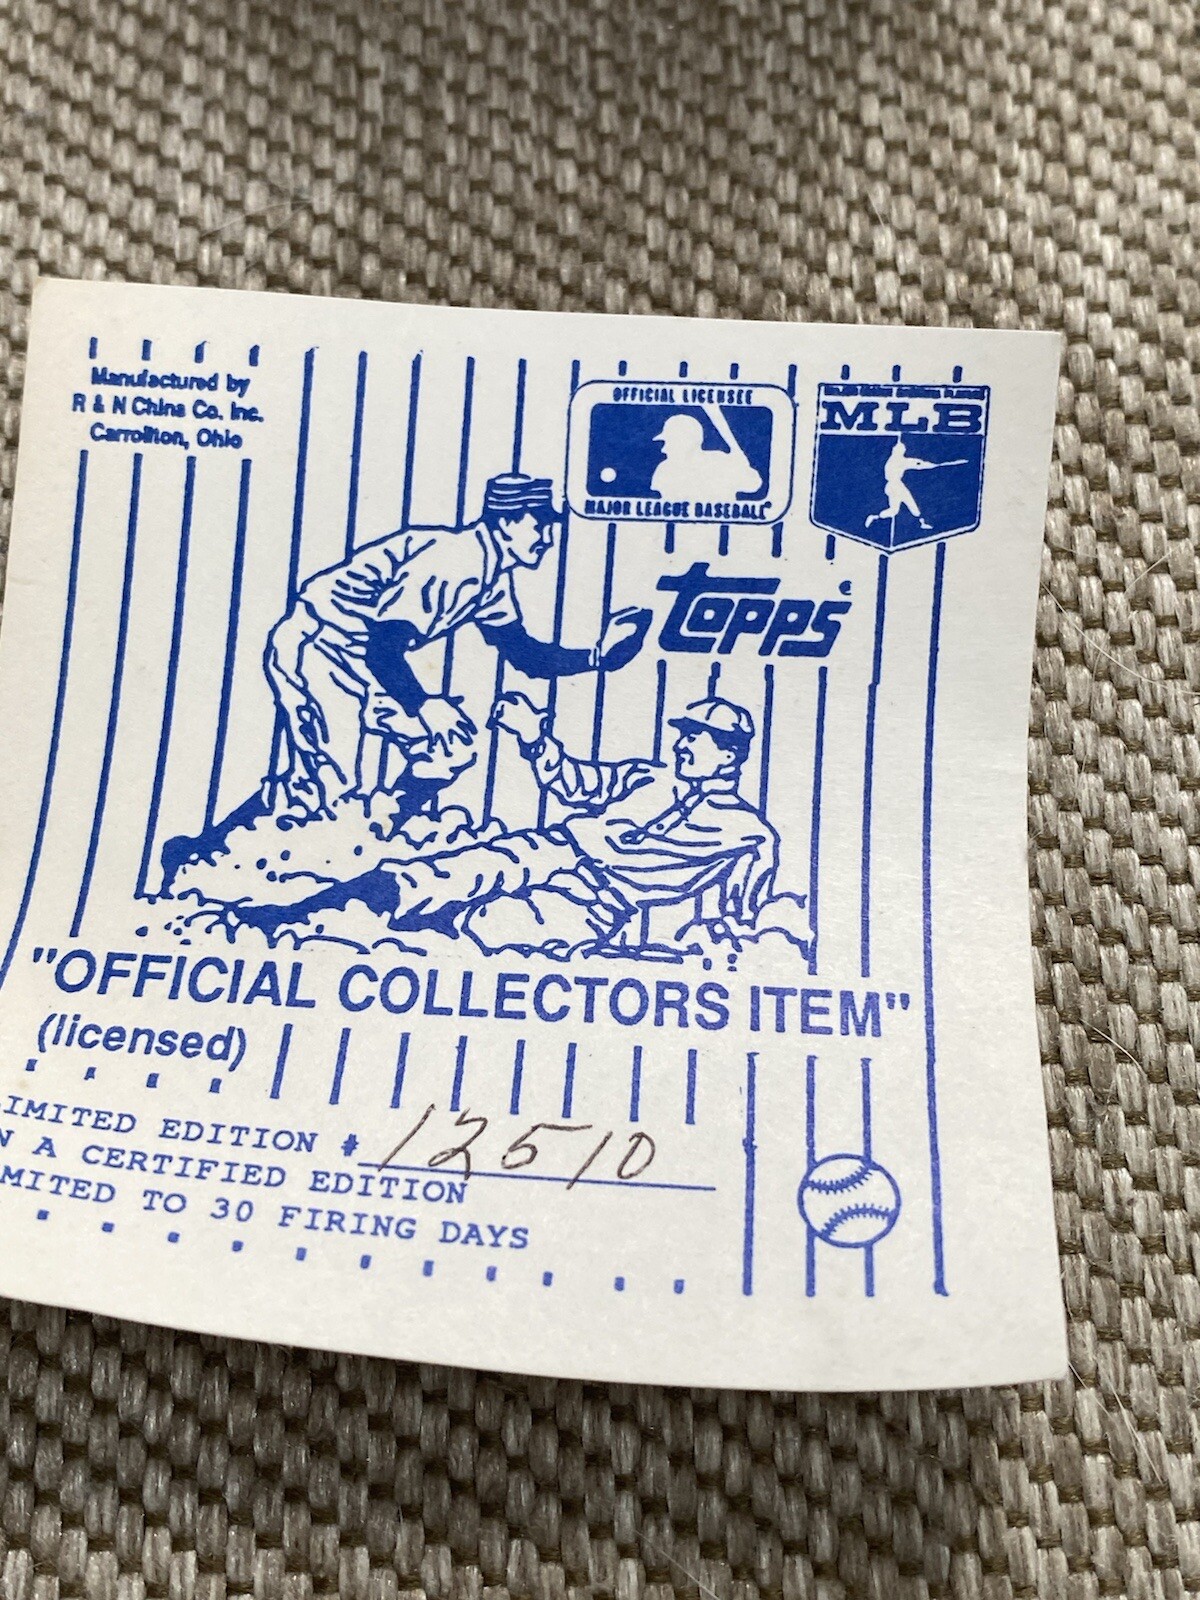 Manufactured by
R & N China Co. Inc.
Carrollton, Ohio
OFFICIAL LICENSEE
MAJOR LEAGUE BASEBALL
MLB
Topps®
"OFFICIAL COLLECTORS ITEM"
(licensed)
LIMITED EDITION # 12510
N A CERTIFIED EDITION
MITED TO 30 FIRING DAYS